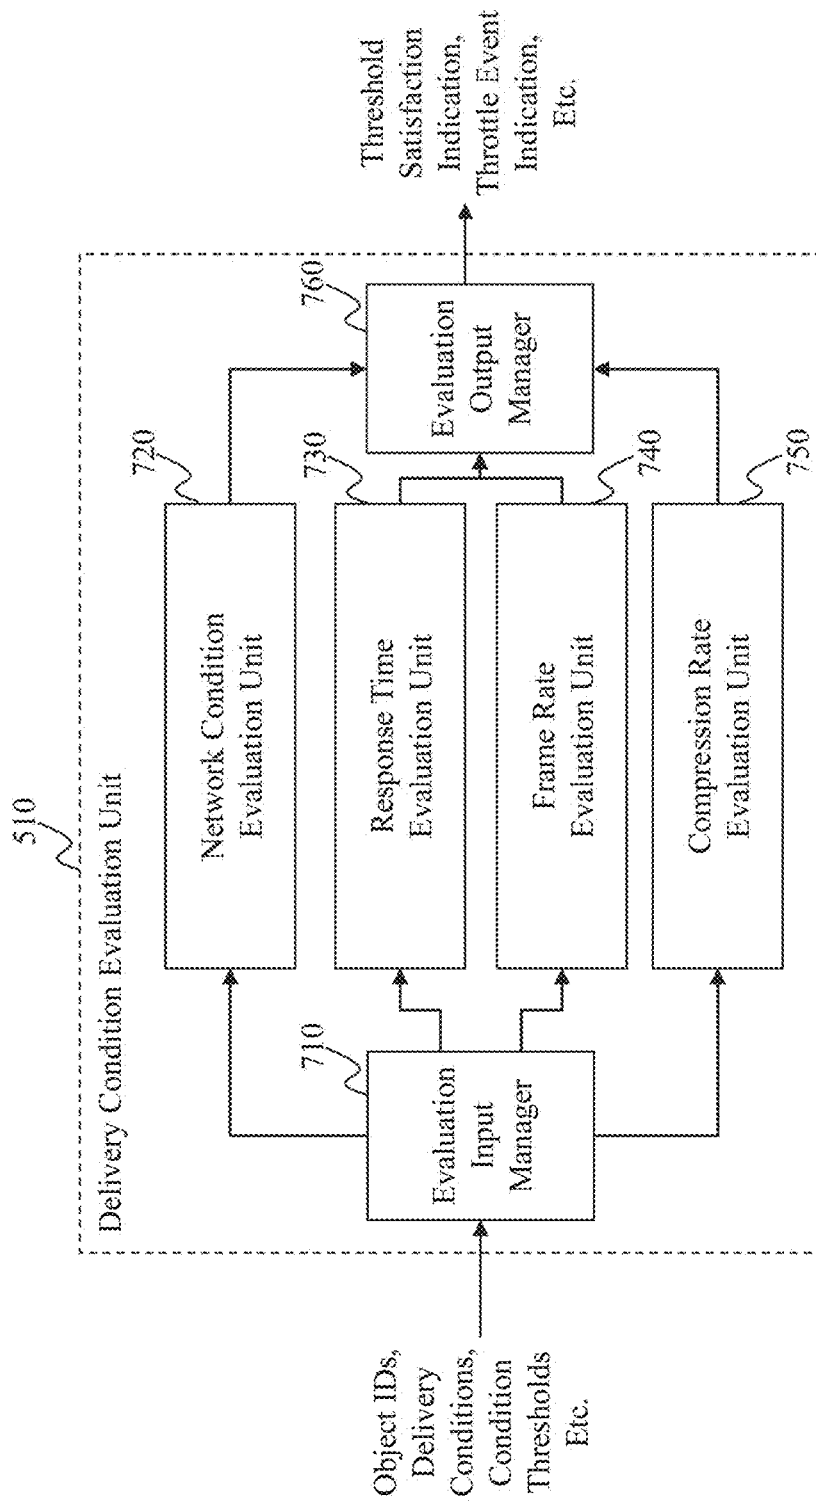 510
Delivery Condition Evaluation Unit
Object IDs,
Delivery
Conditions,
Condition
Thresholds
Etc.
710
Evaluation
Input
Manager
720
Network Condition
Evaluation Unit
730
Response Time
Evaluation Unit
740
Frame Rate
Evaluation Unit
750
Compression Rate
Evaluation Unit
760
Evaluation
Output
Manager
Threshold
Satisfaction
Indication,
Throttle Event
Indication,
Etc.